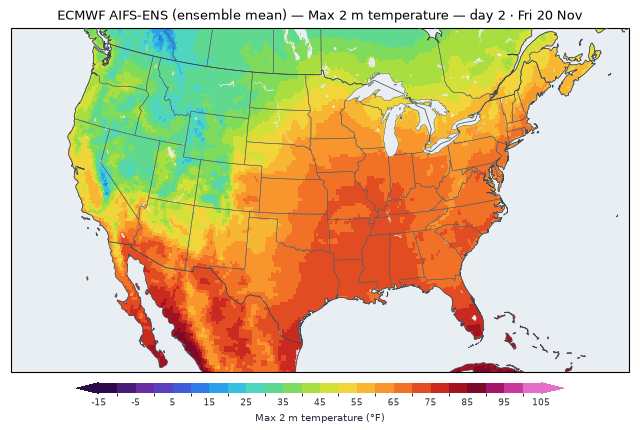 ECMWF AIFS-ENS (ensemble mean) — Max 2 m temperature — day 2 · Fri 20 Nov
-15 -5 5 15 25 35 45 55 65 75 85 95 105
Max 2 m temperature (°F)